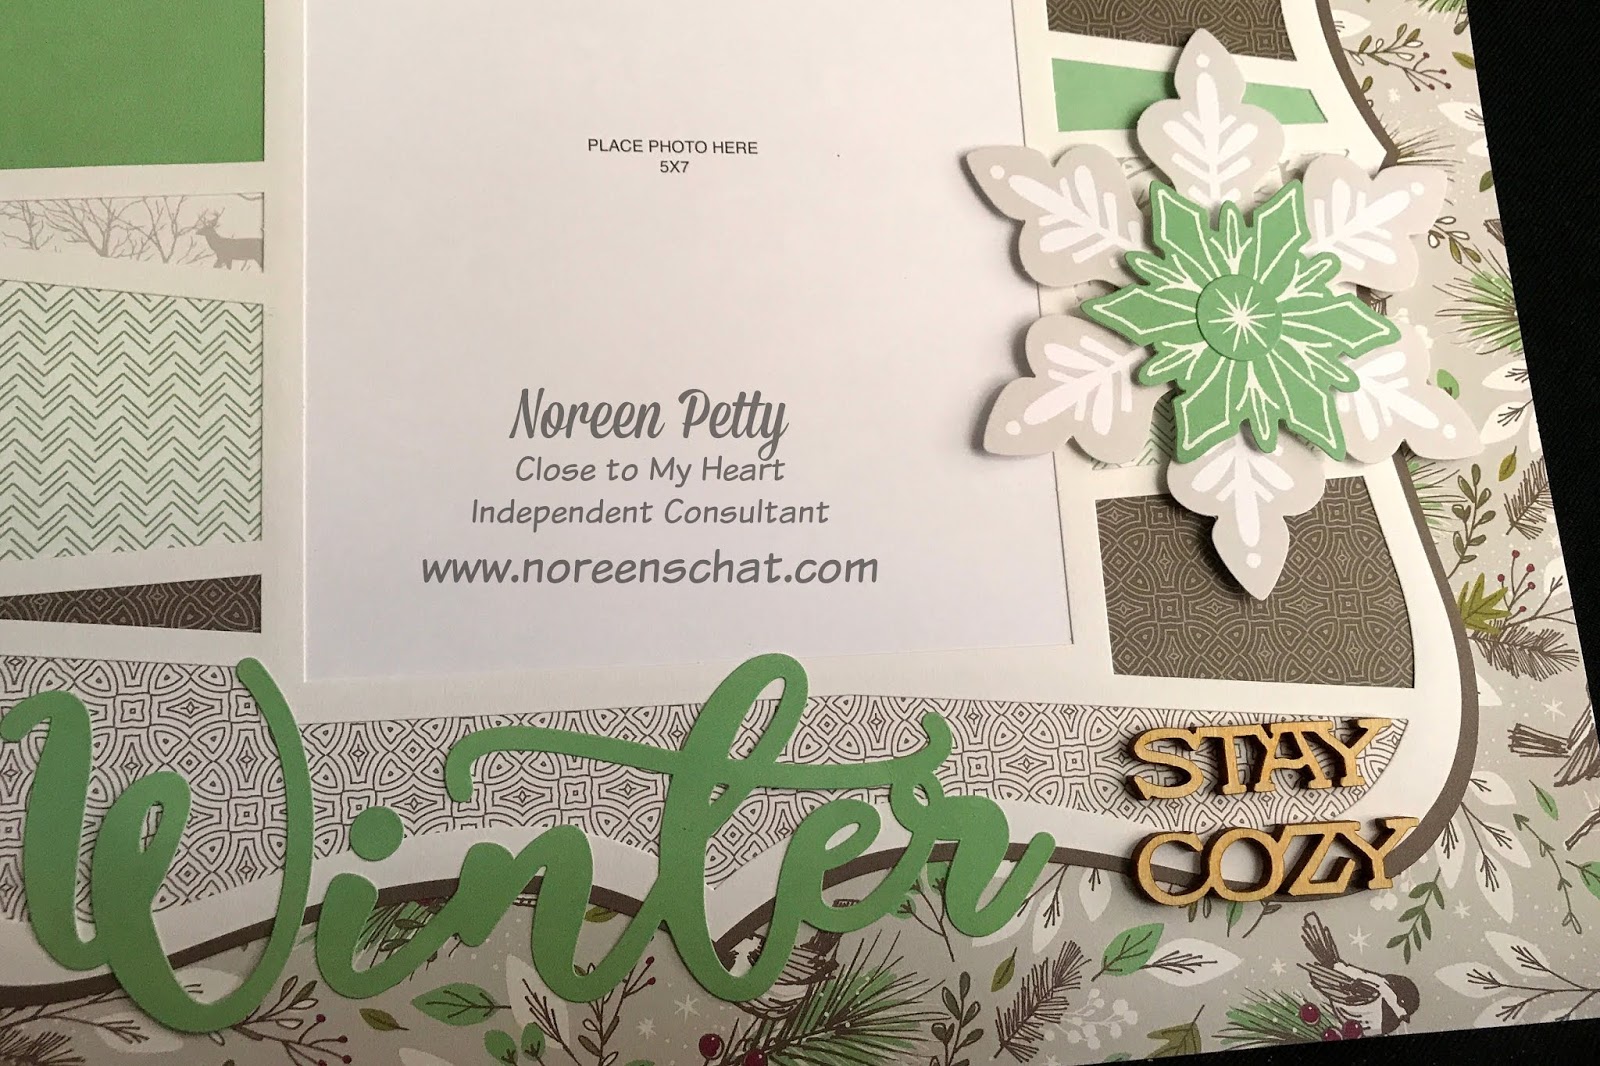 PLACE PHOTO HERE
5X7
Noreen Petty
Close to My Heart
Independent Consultant
www.noreenschat.com
Winter
STAY
COZY